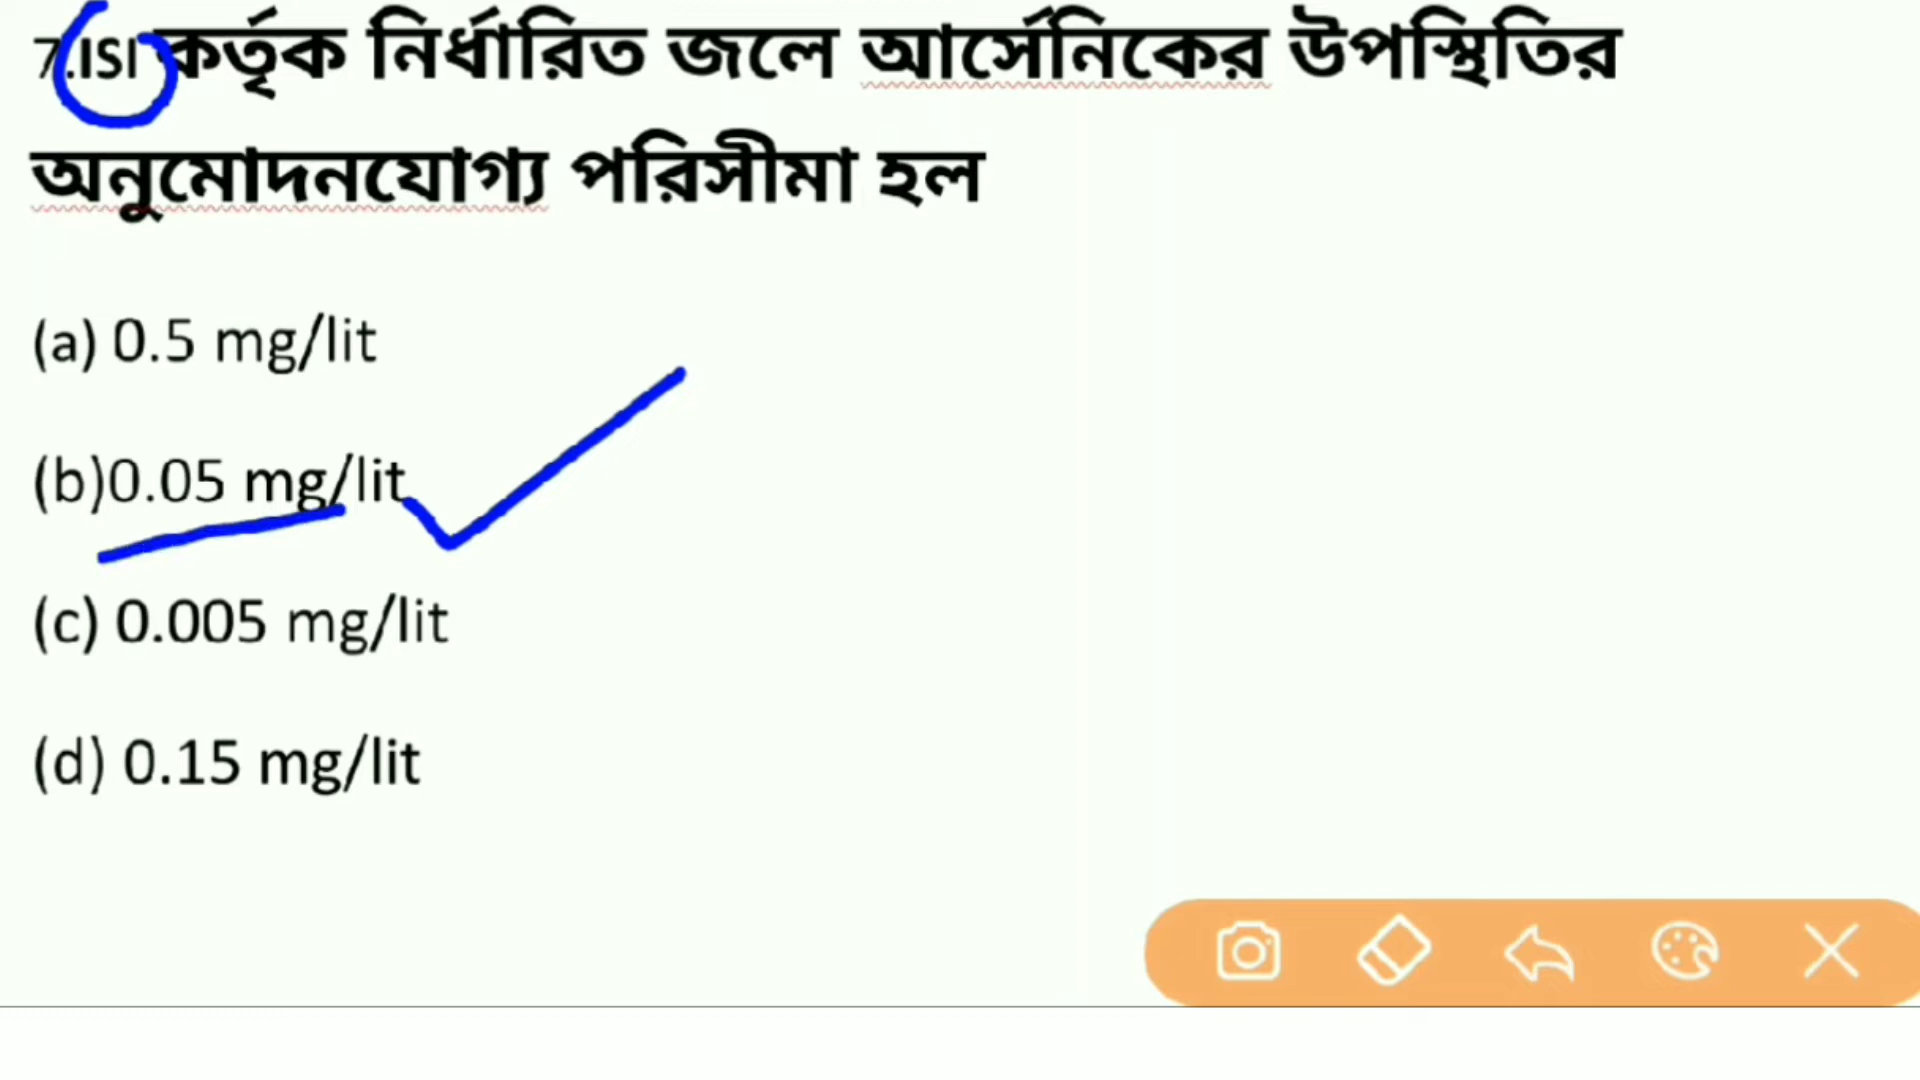 7.ISI কর্তৃক নির্ধারিত জলে আর্সেনিকের উপস্থিতির
অনুমোদনযোগ্য পরিসীমা হল
(a) 0.5 mg/lit
(b)0.05 mg/lit
(c) 0.005 mg/lit
(d) 0.15 mg/lit